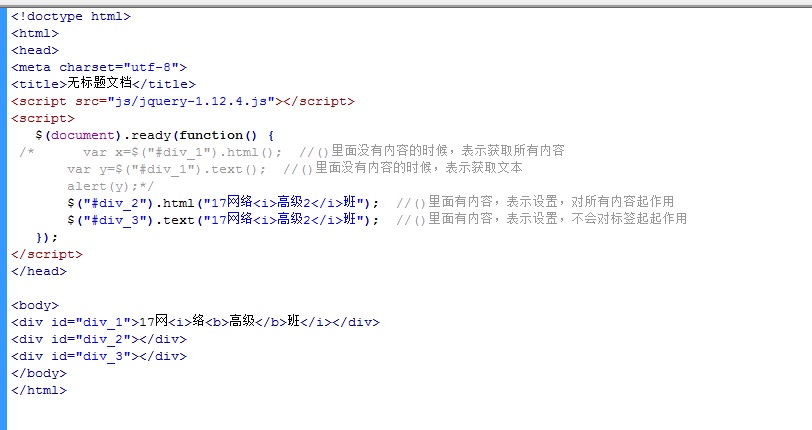 <!doctype html>
<html>
<head>
<meta charset="utf-8">
<title>无标题文档</title>
<script src="js/jquery-1.12.4.js"></script>
<script>
   $(document).ready(function() {
 /*      var x=$("#div_1").html();  //()里面没有内容的时候，表示获取所有内容
       var y=$("#div_1").text();  //()里面没有内容的时候，表示获取文本
       alert(y);*/
       $("#div_2").html("17网络<i>高级2</i>班");  //()里面有内容，表示设置，对所有内容起作用
       $("#div_3").text("17网络<i>高级2</i>班");  //()里面有内容，表示设置，不会对标签起起作用
   });
</script>
</head>

<body>
<div id="div_1">17网<i>络<b>高级</b>班</i></div>
<div id="div_2"></div>
<div id="div_3"></div>
</body>
</html>